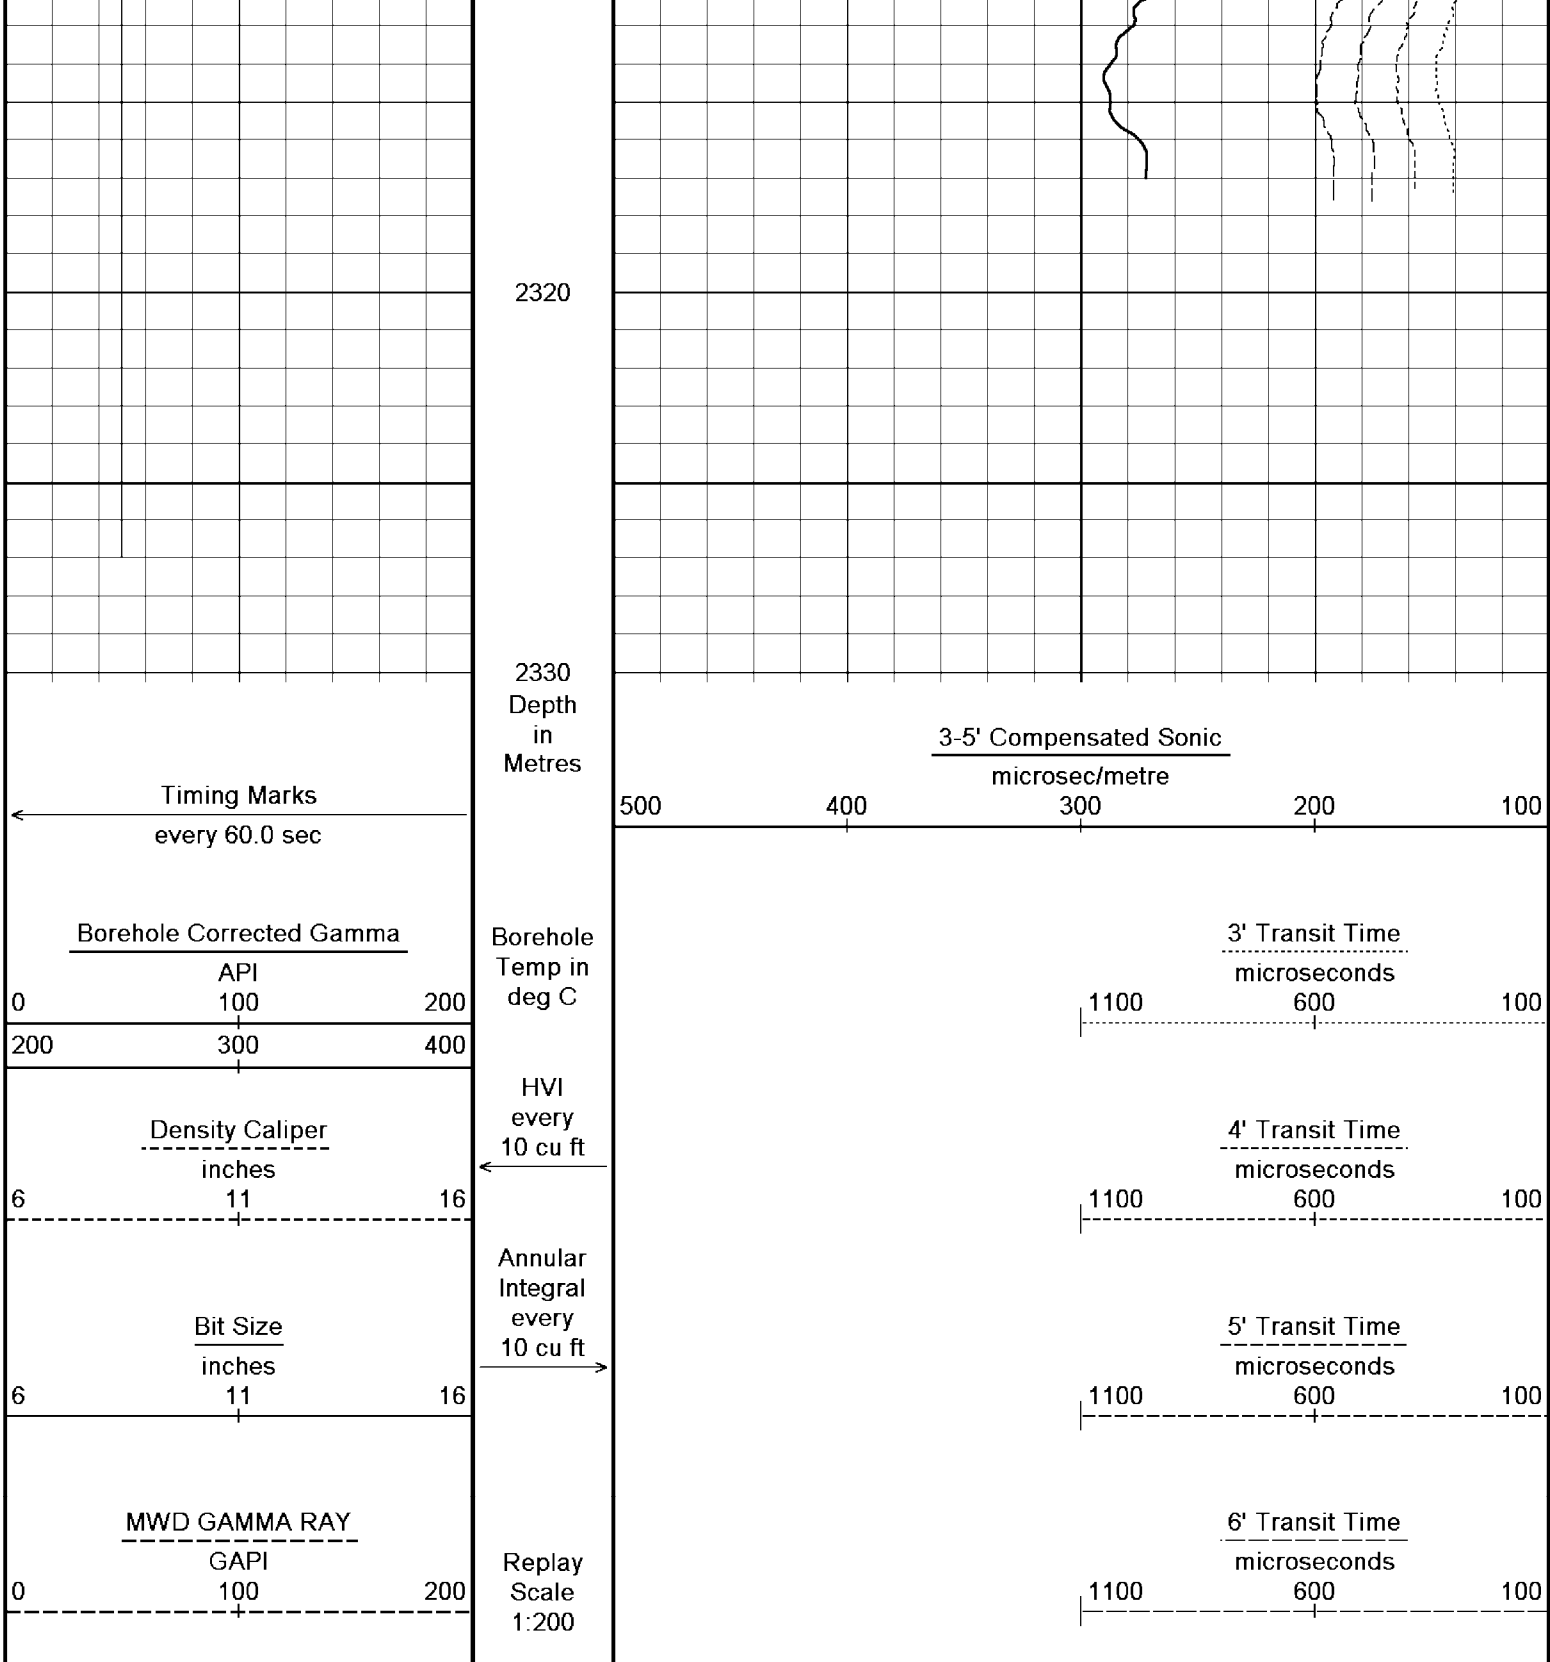 2320
2330
Depth
in
Metres
Timing Marks
every 60.0 sec
Borehole Corrected Gamma
API
0 100 200
200 300 400
Density Caliper
inches
6 11 16
Bit Size
inches
6 11 16
MWD GAMMA RAY
GAPI
0 100 200
Borehole
Temp in
deg C
HVI
every
10 cu ft
Annular
Integral
every
10 cu ft
Replay
Scale
1:200
3-5' Compensated Sonic
microsec/metre
500 400 300 200 100
3' Transit Time
microseconds
1100 600 100
4' Transit Time
microseconds
1100 600 100
5' Transit Time
microseconds
1100 600 100
6' Transit Time
microseconds
1100 600 100